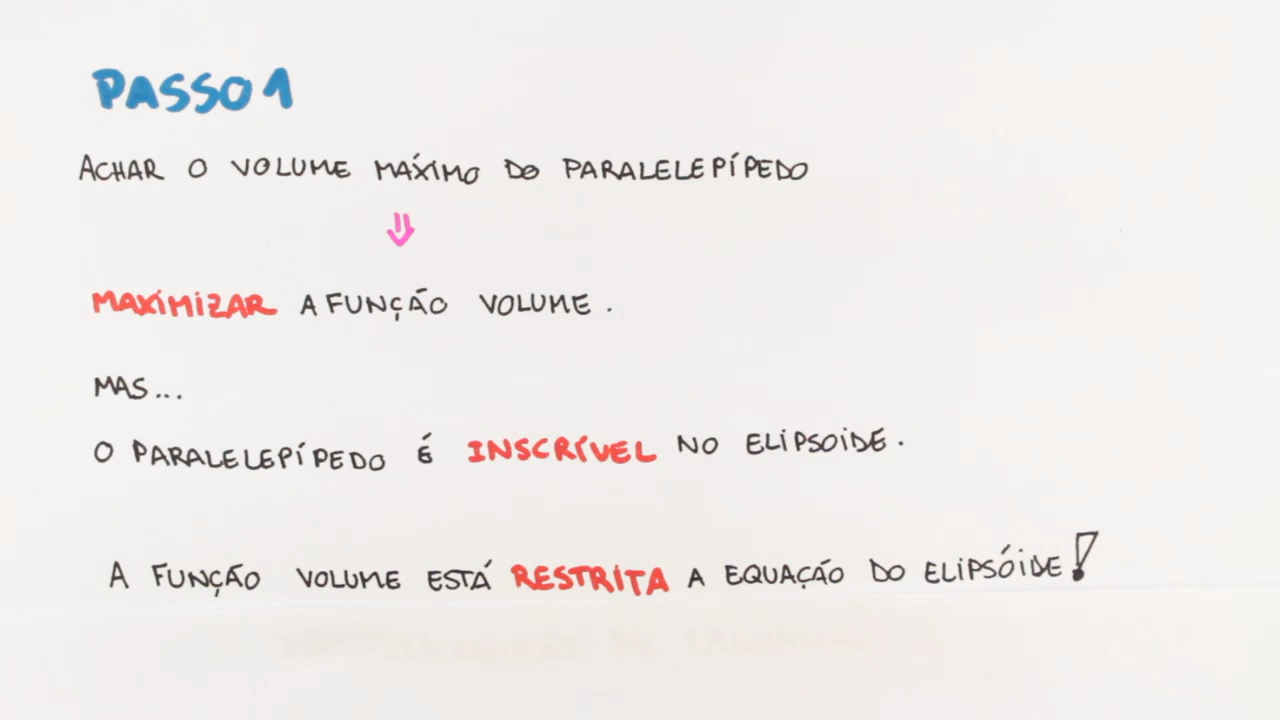 PASSO 1
ACHAR O VOLUME MÁXIMO DO PARALELEPÍPEDO
MAXIMIZAR A FUNÇÃO VOLUME.
MAS...
O PARALELEPÍPEDO É INSCRÍVEL NO ELIPSOIDE.
A FUNÇÃO VOLUME ESTÁ RESTRITA A EQUAÇÃO DO ELIPSÓIDE!